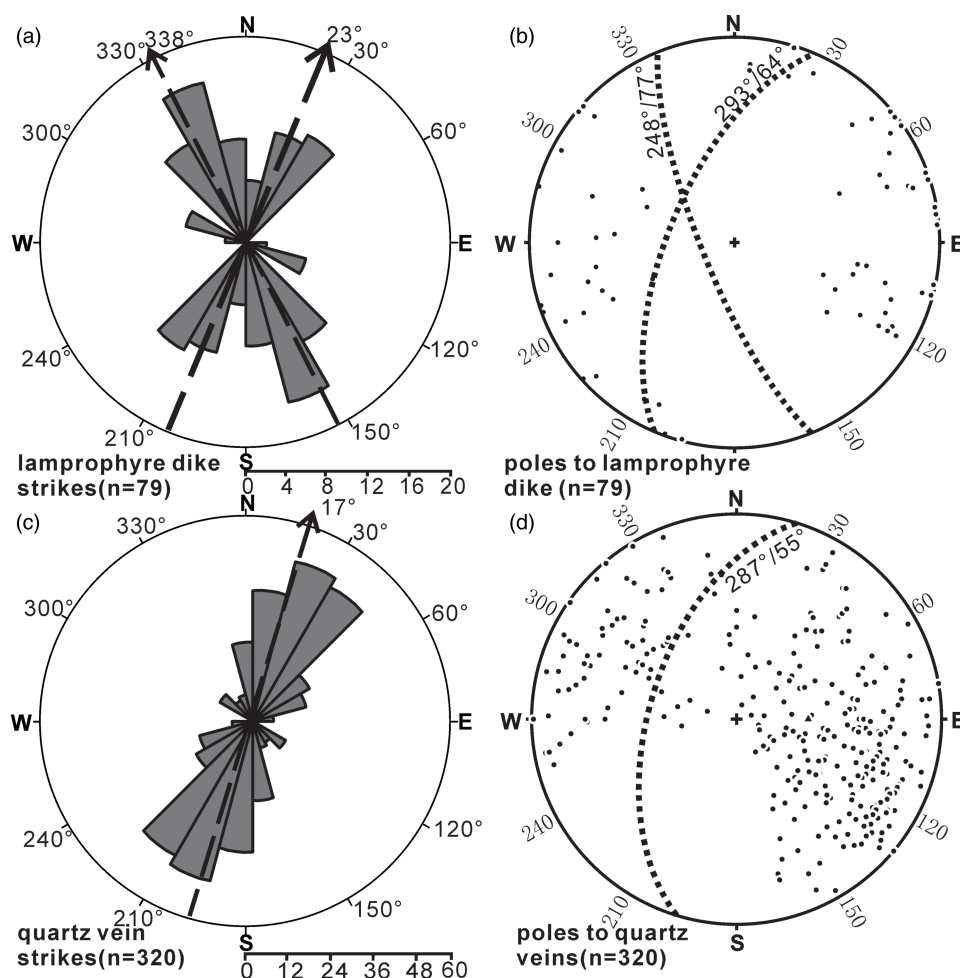 (a)
N
330°
338°
23°
30°
300°
60°
W
E
240°
120°
210°
150°
S
lamprophyre dike
strikes(n=79)
0 4 8 12 16 20
(b)
N
330
30
248°/77°
293°/64°
300
60
W
E
240
120
210
150
poles to lamprophyre
dike (n=79)
(c)
N
17°
330°
30°
300°
60°
W
E
240°
120°
210°
150°
S
quartz vein
strikes(n=320)
0 12 24 36 48 60
(d)
N
330
30
287°/55°
300
60
W
E
240
120
210
150
S
poles to quartz
veins(n=320)